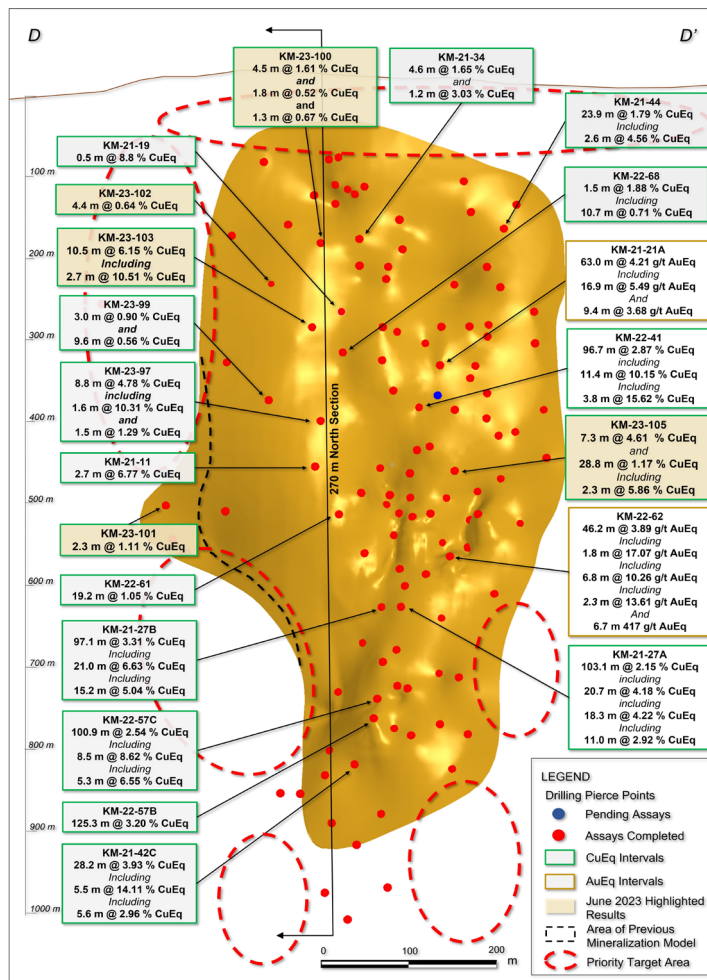 D
D'
KM-23-100
4.5 m @ 1.61 % CuEq
and
1.8 m @ 0.52 % CuEq
and
1.3 m @ 0.67 % CuEq
KM-21-34
4.6 m @ 1.65 % CuEq
and
1.2 m @ 3.03 % CuEq
KM-21-44
23.9 m @ 1.79 % CuEq
Including
2.6 m @ 4.56 % CuEq
KM-21-19
0.5 m @ 8.8 % CuEq
KM-23-102
4.4 m @ 0.64 % CuEq
KM-23-103
10.5 m @ 6.15 % CuEq
Including
2.7 m @ 10.51 % CuEq
KM-23-99
3.0 m @ 0.90 % CuEq
and
9.6 m @ 0.56 % CuEq
KM-23-97
8.8 m @ 4.78 % CuEq
including
1.6 m @ 10.31 % CuEq
and
1.5 m @ 1.29 % CuEq
KM-21-11
2.7 m @ 6.77 % CuEq
KM-23-101
2.3 m @ 1.11 % CuEq
KM-22-61
19.2 m @ 1.05 % CuEq
KM-21-27B
97.1 m @ 3.31 % CuEq
Including
21.0 m @ 6.63 % CuEq
Including
15.2 m @ 5.04 % CuEq
KM-22-57C
100.9 m @ 2.54 % CuEq
Including
8.5 m @ 8.62 % CuEq
Including
5.3 m @ 6.55 % CuEq
KM-22-57B
125.3 m @ 3.20 % CuEq
KM-21-42C
28.2 m @ 3.93 % CuEq
Including
5.5 m @ 14.11 % CuEq
Including
5.6 m @ 2.96 % CuEq
KM-22-68
1.5 m @ 1.88 % CuEq
Including
10.7 m @ 0.71 % CuEq
KM-21-21A
63.0 m @ 4.21 g/t AuEq
Including
16.9 m @ 5.49 g/t AuEq
And
9.4 m @ 3.68 g/t AuEq
KM-22-41
96.7 m @ 2.87 % CuEq
including
11.4 m @ 10.15 % CuEq
Including
3.8 m @ 15.62 % CuEq
KM-23-105
7.3 m @ 4.61 % CuEq
and
28.8 m @ 1.17 % CuEq
Including
2.3 m @ 5.86 % CuEq
KM-22-62
46.2 m @ 3.89 g/t AuEq
Including
1.8 m @ 17.07 g/t AuEq
Including
6.8 m @ 10.26 g/t AuEq
Including
2.3 m @ 13.61 g/t AuEq
And
6.7 m 417 g/t AuEq
KM-21-27A
103.1 m @ 2.15 % CuEq
including
20.7 m @ 4.18 % CuEq
including
18.3 m @ 4.22 % CuEq
including
11.0 m @ 2.92 % CuEq
100 m
200 m
300 m
400 m
500 m
600 m
700 m
800 m
900 m
1000 m
270 m North Section
0
100
200
m
LEGEND
Drilling Pierce Points
Pending Assays
Assays Completed
CuEq Intervals
AuEq Intervals
June 2023 Highlighted
Results
Area of Previous
Mineralization Model
Priority Target Area